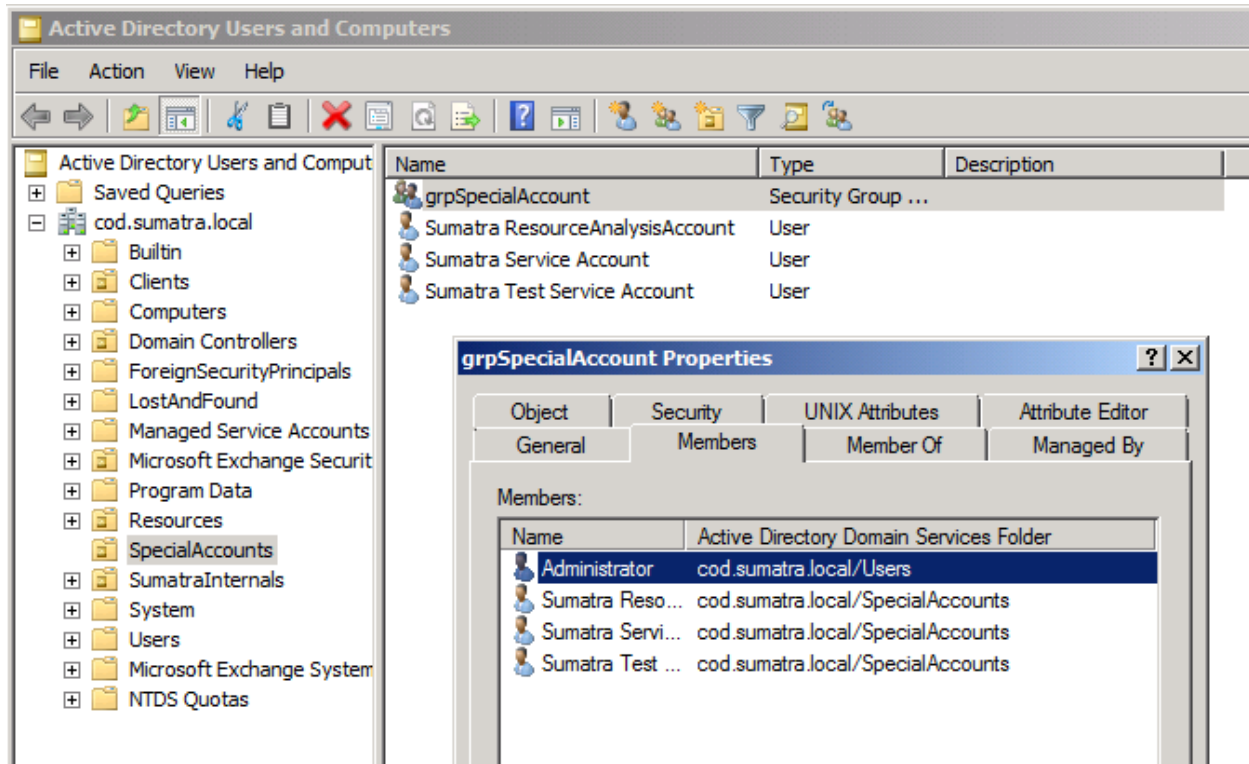 Active Directory Users and Computers
File Action View Help
Active Directory Users and Comput
Saved Queries
cod.sumatra.local
Builtin
Clients
Computers
Domain Controllers
ForeignSecurityPrincipals
LostAndFound
Managed Service Accounts
Microsoft Exchange Securit
Program Data
Resources
SpecialAccounts
SumatraInternals
System
Users
Microsoft Exchange System
NTDS Quotas
Name Type Description
grpSpecialAccount Security Group ...
Sumatra ResourceAnalysisAccount User
Sumatra Service Account User
Sumatra Test Service Account User
grpSpecialAccount Properties
Object Security UNIX Attributes Attribute Editor
General Members Member Of Managed By
Members:
Name Active Directory Domain Services Folder
Administrator cod.sumatra.local/Users
Sumatra Reso... cod.sumatra.local/SpecialAccounts
Sumatra Servi... cod.sumatra.local/SpecialAccounts
Sumatra Test ... cod.sumatra.local/SpecialAccounts